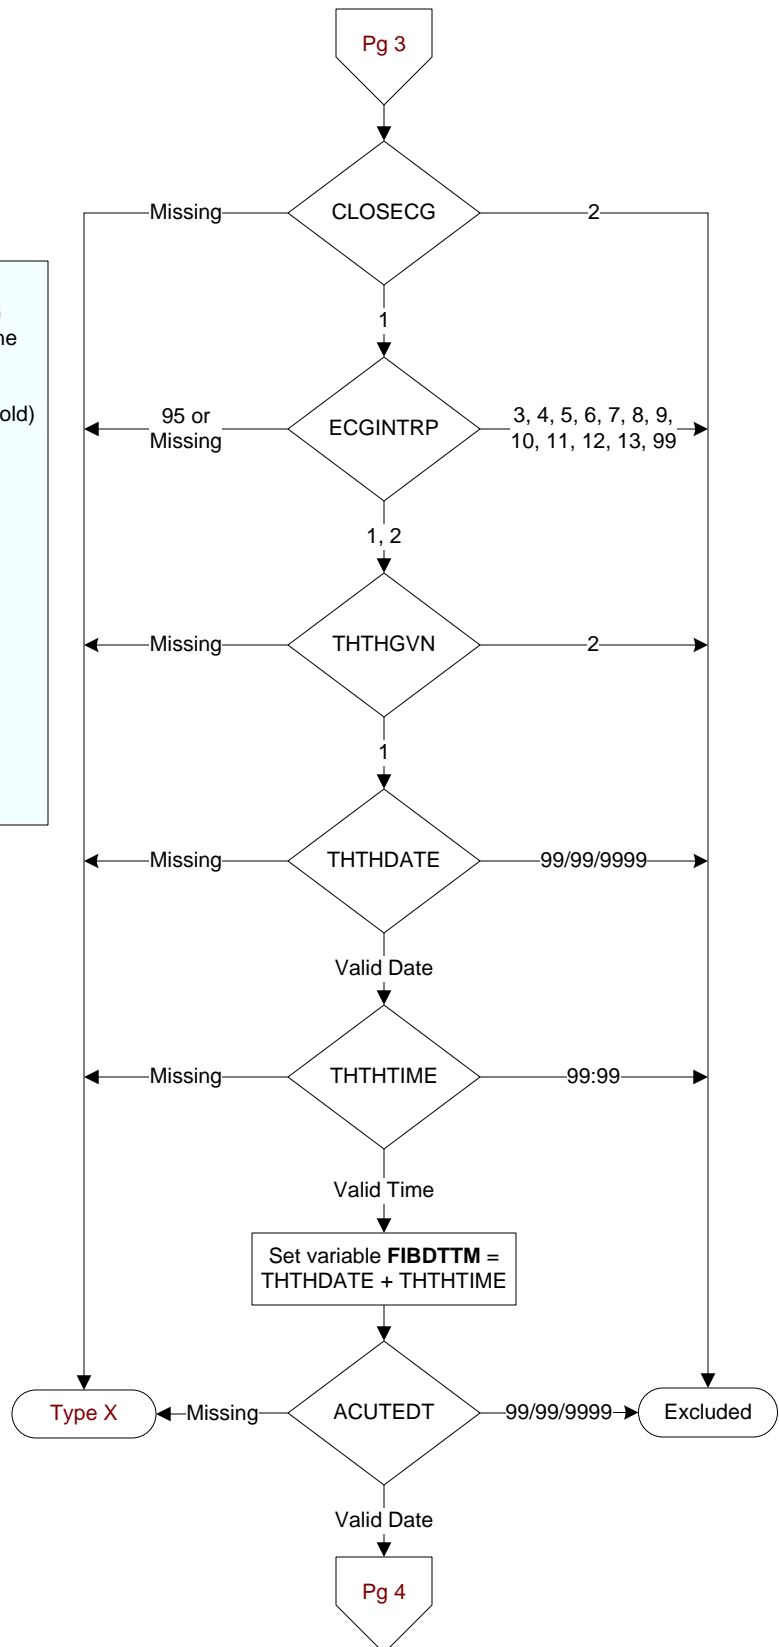 Pg 3
Missing
CLOSECG
2
1
old)
95 or
Missing
ECGINTRP
3, 4, 5, 6, 7, 8, 9,
10, 11, 12, 13, 99
1, 2
Missing
THTHGVN
2
1
Missing
THTHDATE
99/99/9999
Valid Date
Missing
THTHTIME
99:99
Valid Time
Set variable FIBDTTM =
THTHDATE + THTHTIME
Type X
Missing
ACUTEDT
99/99/9999
Excluded
Valid Date
Pg 4